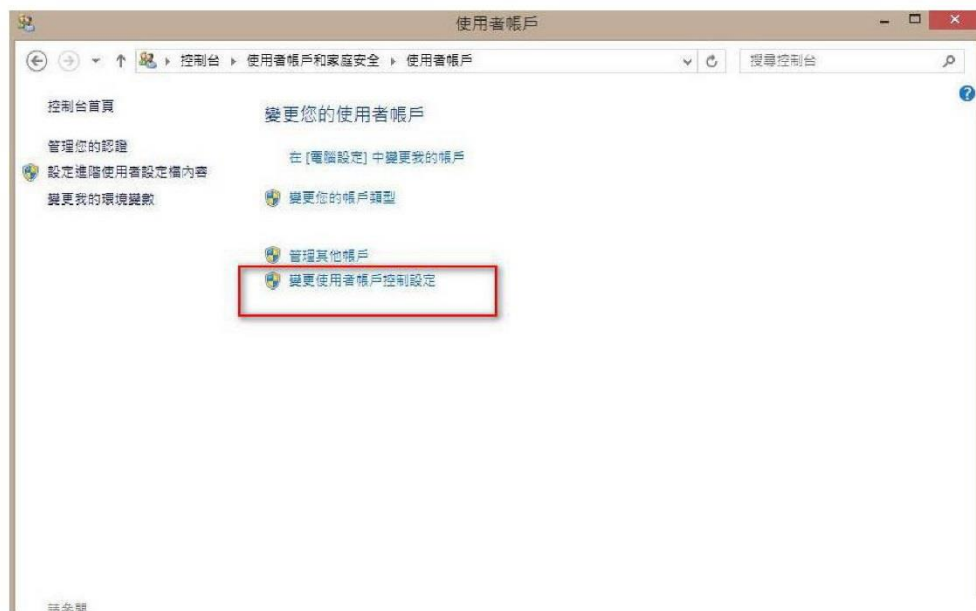 使用者帳戶
控制台 使用者帳戶和家庭安全 使用者帳戶
搜尋控制台
控制台首頁
管理您的認證
設定進階使用者設定檔內容
變更我的環境變數
變更您的使用者帳戶
在 [電腦設定] 中變更我的帳戶
變更您的帳戶類型
管理其他帳戶
變更使用者帳戶控制設定
請參閱